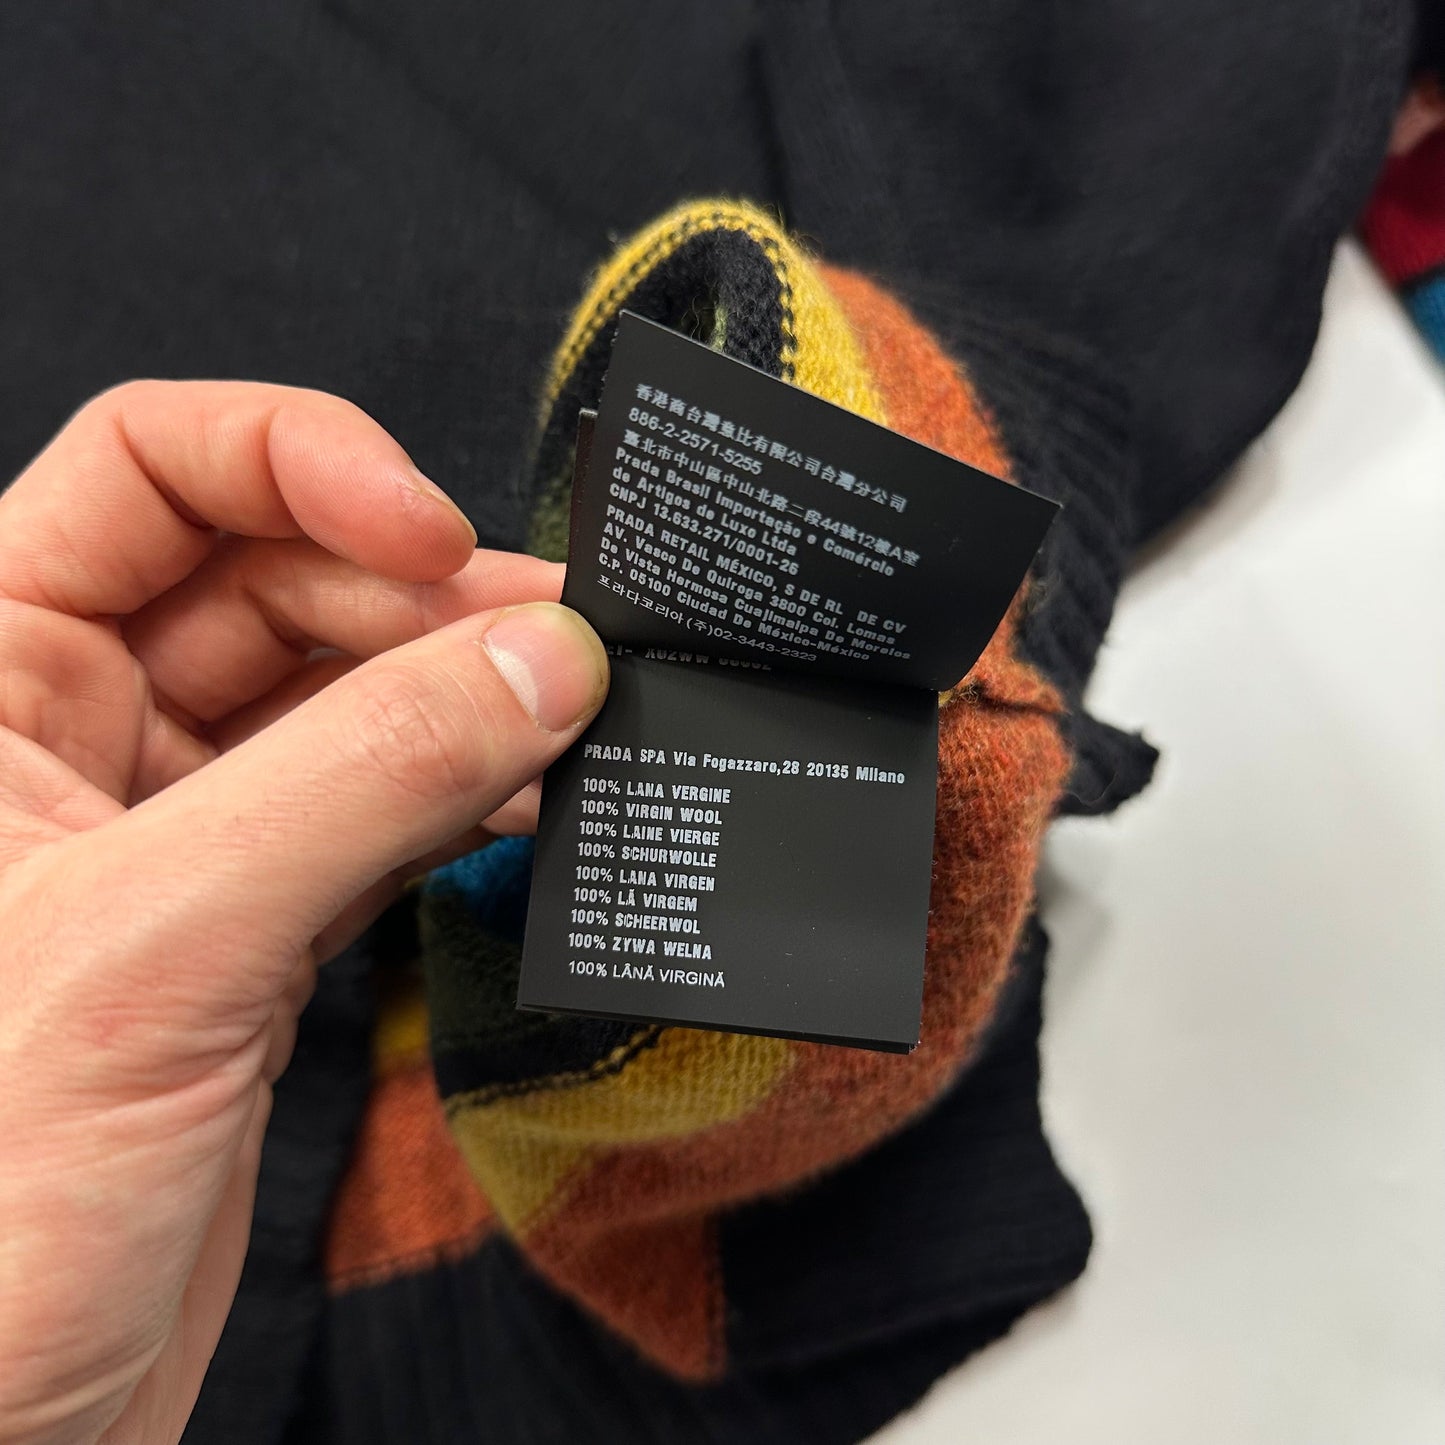 香港商台灣意比有限公司台灣分公司
886-2-2571-5255
臺北市中山區中山北路二段44號12樓A室
Prada Brasil Importação e Comércio
de Artigos de Luxo Ltda
CNPJ 13.633.271/0001-26
PRADA RETAIL MÉXICO, S DE RL DE CV
AV. Vasco De Quiroga 3800 Col. Lomas
De Vista Hermosa Cuajimalpa De Morelos
C.P. 05100 Ciudad De México-México
프라다코리아(주)02-3443-2323
PRADA SPA Via Fogazzaro,28 20135 Milano
100% LANA VERGINE
100% VIRGIN WOOL
100% LAINE VIERGE
100% SCHURWOLLE
100% LANA VIRGEN
100% LÃ VIRGEM
100% SCHEERWOL
100% ZYWA WELNA
100% LÂNĂ VIRGINĂ